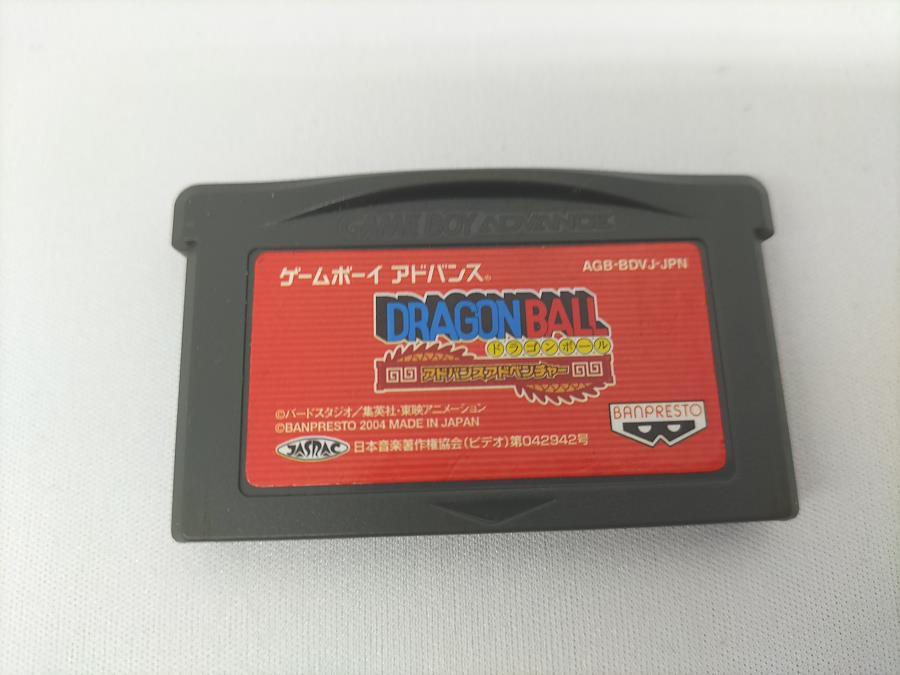 GAME BOY ADVANCE
ゲームボーイ アドバンス®
AGB-BDVJ-JPN
DRAGON BALL
ドラゴンボール
アドバンスアドベンチャー
©バードスタジオ/集英社・東映アニメーション
©BANPRESTO 2004 MADE IN JAPAN
BANPRESTO
JASRAC 日本音楽著作権協会(ビデオ)第042942号